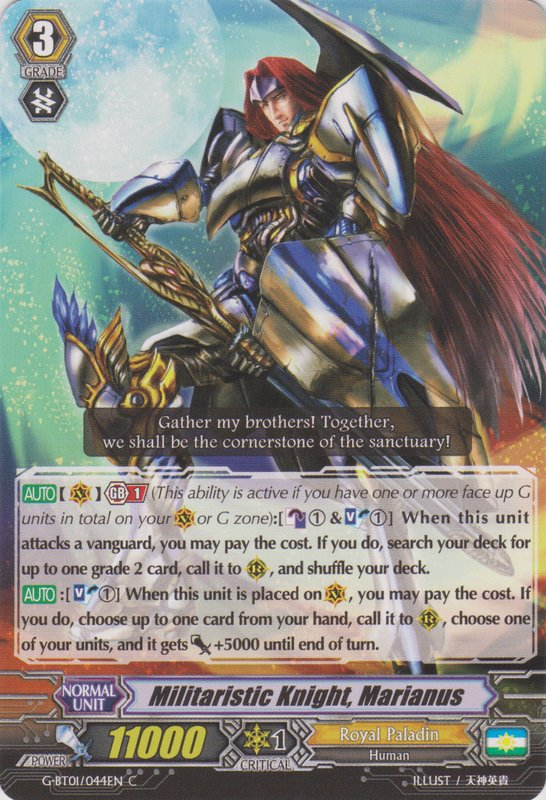 3
GRADE
Gather my brothers! Together,
we shall be the cornerstone of the sanctuary!
AUTO【 V 】 GB 1 (This ability is active if you have one or more face up G
units in total on your V or G zone):[ ① & V ①] When this unit
attacks a vanguard, you may pay the cost. If you do, search your deck for
up to one grade 2 card, call it to R , and shuffle your deck.
AUTO :[ V ①] When this unit is placed on V , you may pay the cost. If
you do, choose up to one card from your hand, call it to R , choose one
of your units, and it gets +5000 until end of turn.
NORMAL
UNIT
Militaristic Knight, Marianus
POWER
11000
1
CRITICAL
Royal Paladin
Human
G-BT01/044EN C
ILLUST / 天神英貴